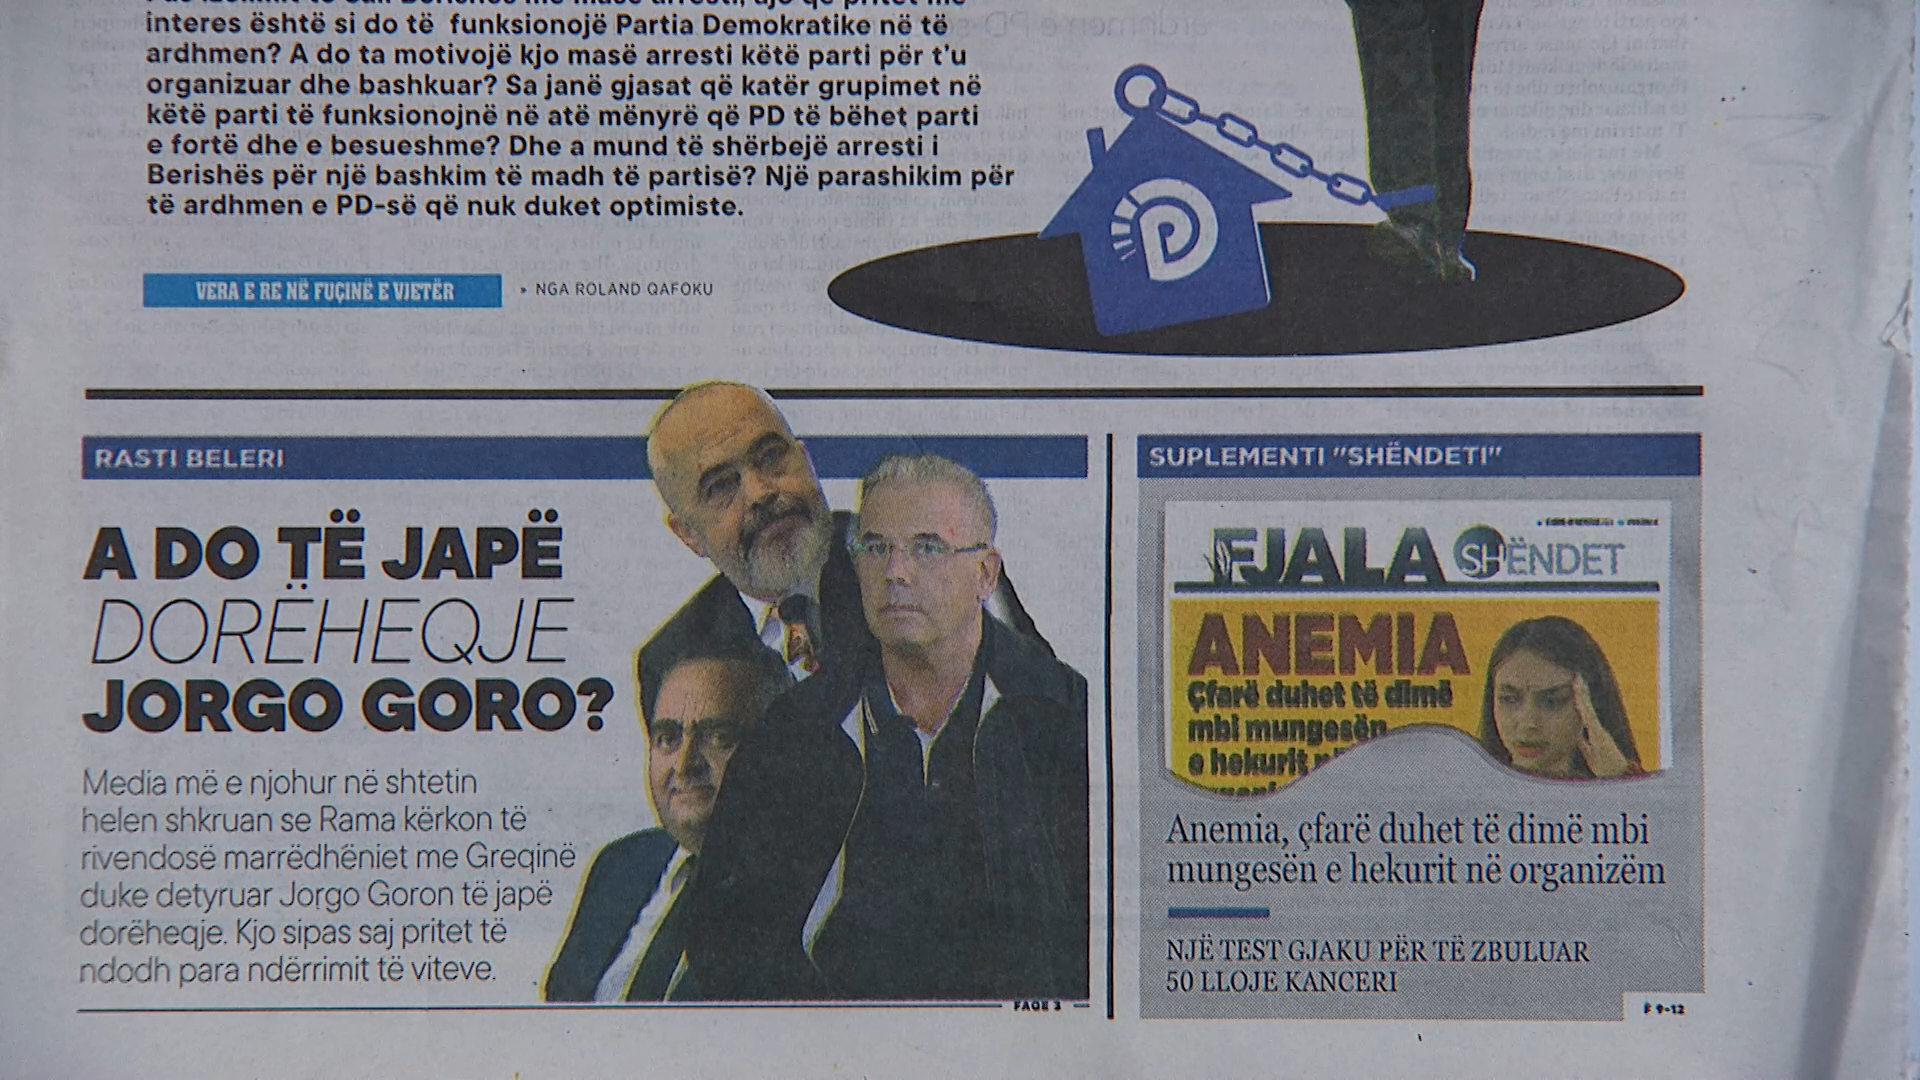 interes është si do të funksionojë Partia Demokratike në të
ardhmen? A do ta motivojë kjo masë arresti këtë parti për t'u
organizuar dhe bashkuar? Sa janë gjasat që katër grupimet në
këtë parti të funksionojnë në atë mënyrë që PD të bëhet parti
e fortë dhe e besueshme? Dhe a mund të shërbejë arresti i
Berishës për një bashkim të madh të partisë? Një parashikim për
të ardhmen e PD-së që nuk duket optimiste.
VERA E RE NË FUÇINË E VJETËR
» NGA ROLAND QAFOKU
RASTI BELERI
A DO TË JAPË
DORËHEQJE
JORGO GORO?
Media më e njohur në shtetin
helen shkruan se Rama kërkon të
rivendosë marrëdhëniet me Greqinë
duke detyruar Jorgo Goron të japë
dorëheqje. Kjo sipas saj pritet të
ndodh para ndërrimit të viteve.
FAQE 3
SUPLEMENTI "SHËNDETI"
FJALA SHËNDET
ANEMIA
Çfarë duhet të dimë
mbi mungesën
e hekurit
Anemia, çfarë duhet të dimë mbi
mungesën e hekurit në organizëm
NJË TEST GJAKU PËR TË ZBULUAR
50 LLOJE KANCERI
F 9-12